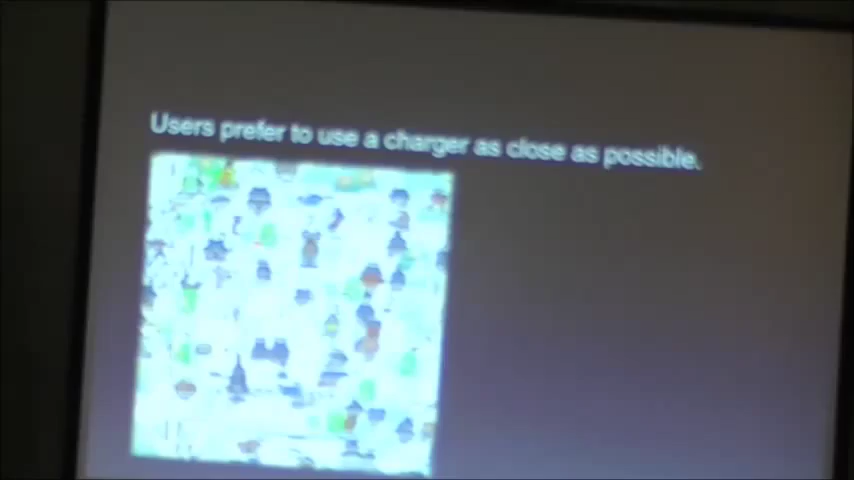 Users prefer to use a charger as close as possible.